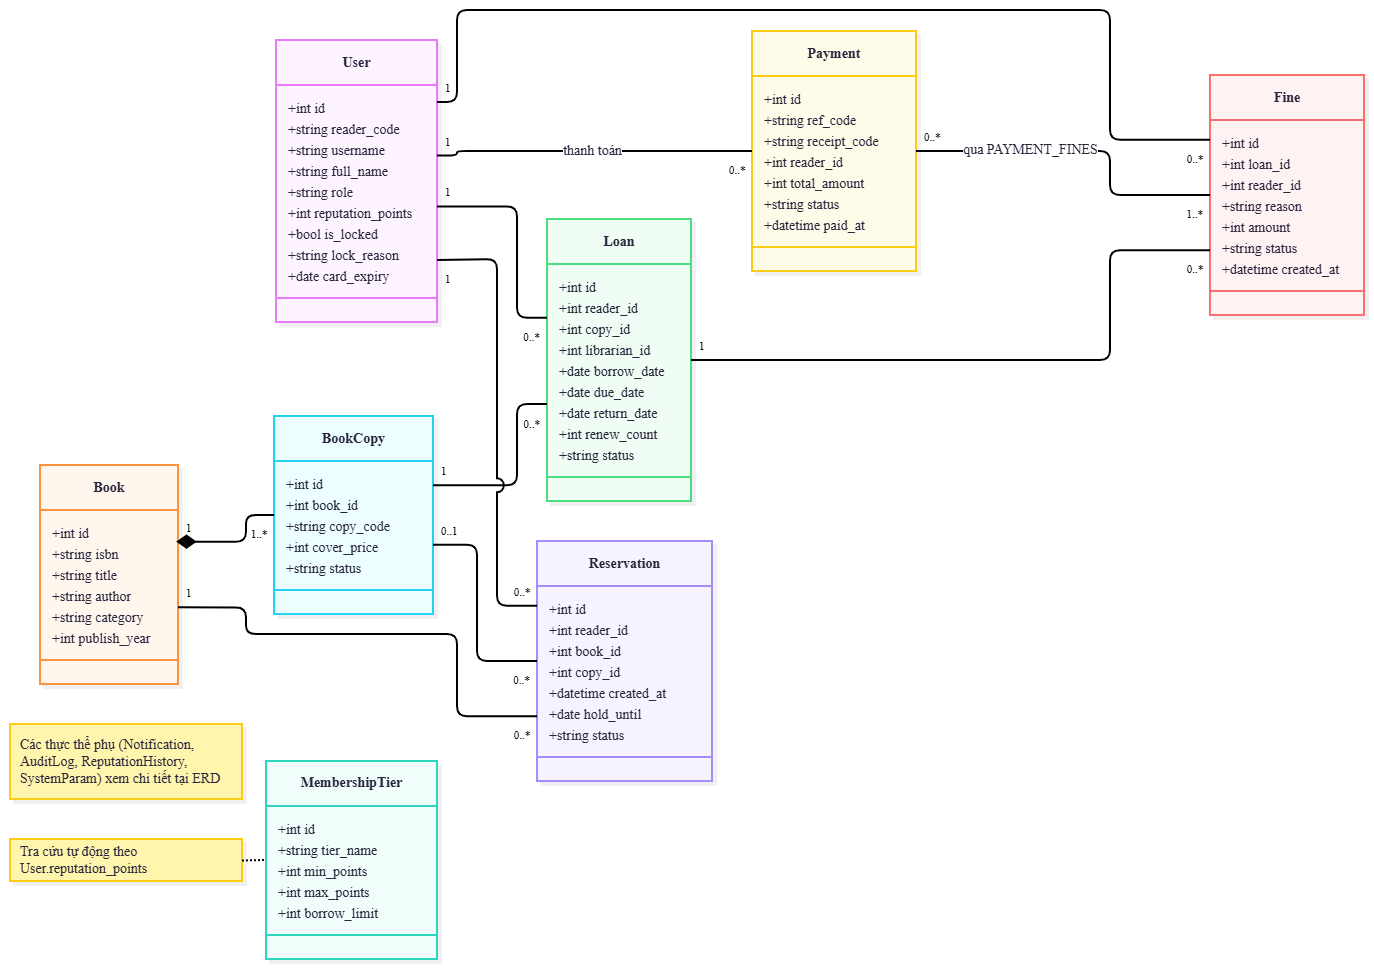 User
+int id
+string reader_code
+string username
+string full_name
+string role
+int reputation_points
+bool is_locked
+string lock_reason
+date card_expiry
1
1
1
1
thanh toán
0..*
Payment
+int id
+string ref_code
+string receipt_code
+int reader_id
+int total_amount
+string status
+datetime paid_at
0..*
qua PAYMENT_FINES
Fine
+int id
+int loan_id
+int reader_id
+string reason
+int amount
+string status
+datetime created_at
0..*
1..*
0..*
Loan
+int id
+int reader_id
+int copy_id
+int librarian_id
+date borrow_date
+date due_date
+date return_date
+int renew_count
+string status
0..*
0..*
1
BookCopy
+int id
+int book_id
+string copy_code
+int cover_price
+string status
1
0..1
Book
+int id
+string isbn
+string title
+string author
+string category
+int publish_year
1
1..*
1
Reservation
+int id
+int reader_id
+int book_id
+int copy_id
+datetime created_at
+date hold_until
+string status
0..*
0..*
0..*
Các thực thể phụ (Notification,
AuditLog, ReputationHistory,
SystemParam) xem chi tiết tại ERD
Tra cứu tự động theo
User.reputation_points
MembershipTier
+int id
+string tier_name
+int min_points
+int max_points
+int borrow_limit